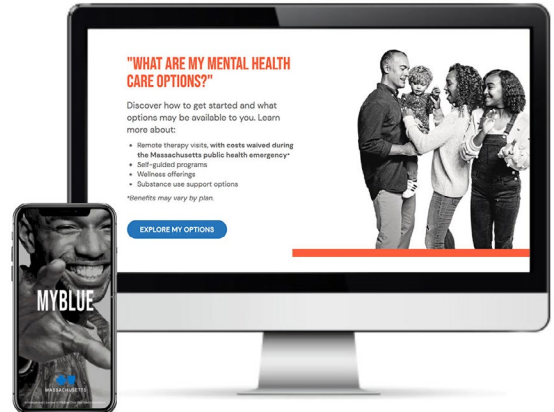 "WHAT ARE MY MENTAL HEALTH
CARE OPTIONS?"
Discover how to get started and what
options may be available to you. Learn
more about:
• Remote therapy visits, with costs waived during
the Massachusetts public health emergency*
• Self-guided programs
• Wellness offerings
• Substance use support options
*Benefits may vary by plan.
EXPLORE MY OPTIONS
MYBLUE
MASSACHUSETTS